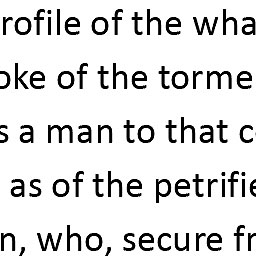 rofile of the wha
oke of the torme
s a man to that c
as of the petrifie
n, who, secure fr